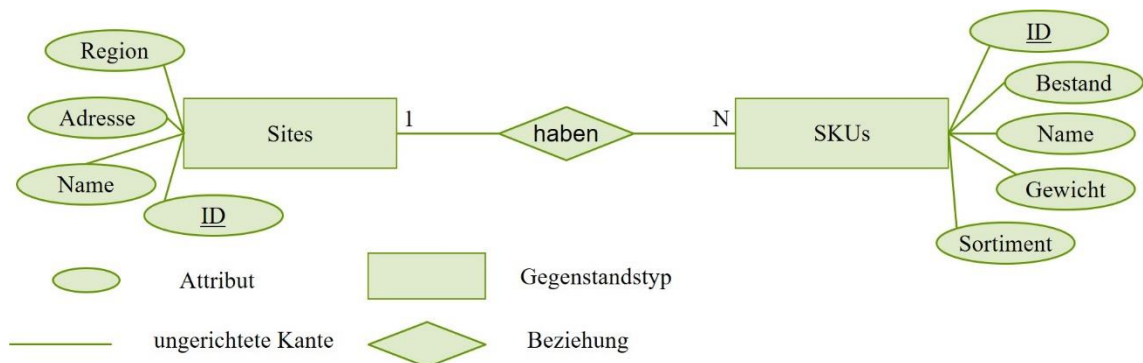 Region
Adresse
Name
ID
Sites
1
haben
N
SKUs
ID
Bestand
Name
Gewicht
Sortiment
Attribut
Gegenstandstyp
ungerichtete Kante
Beziehung